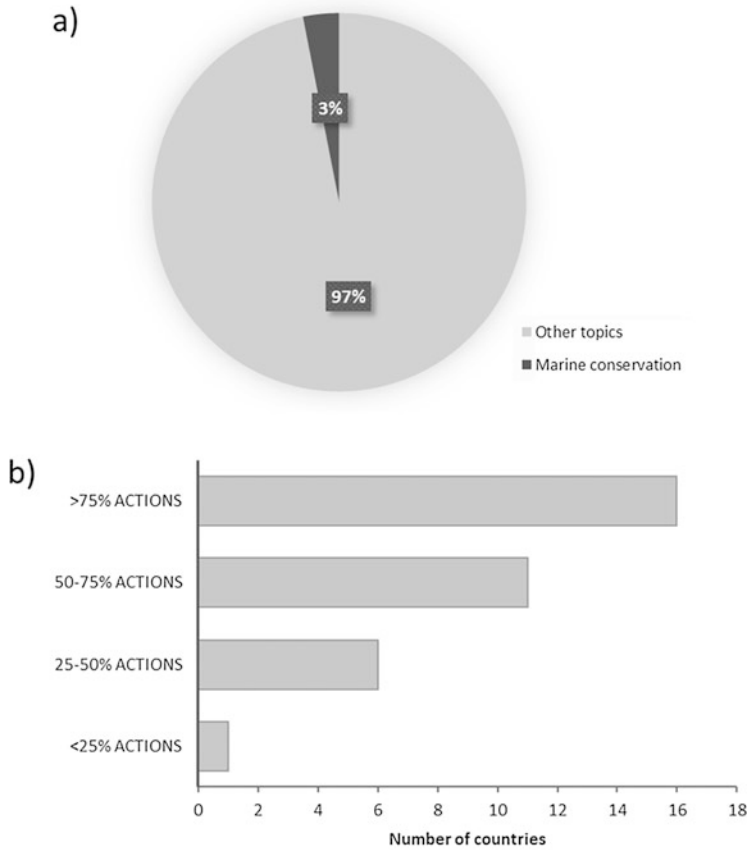 a)
3%
97%
Other topics
Marine conservation
b)
>75% ACTIONS
50-75% ACTIONS
25-50% ACTIONS
<25% ACTIONS
0 2 4 6 8 10 12 14 16 18
Number of countries